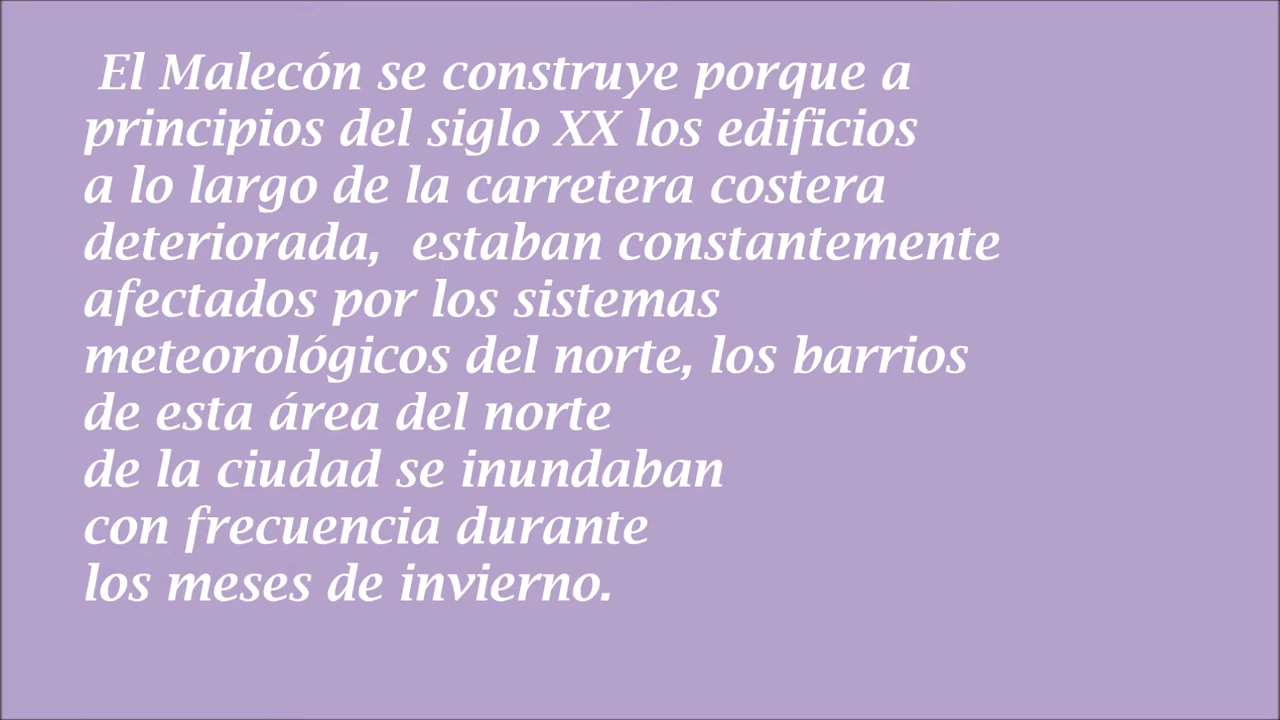 El Malecón se construye porque a
principios del siglo XX los edificios
a lo largo de la carretera costera
deteriorada,  estaban constantemente
afectados por los sistemas
meteorológicos del norte, los barrios
de esta área del norte
de la ciudad se inundaban
con frecuencia durante
los meses de invierno.